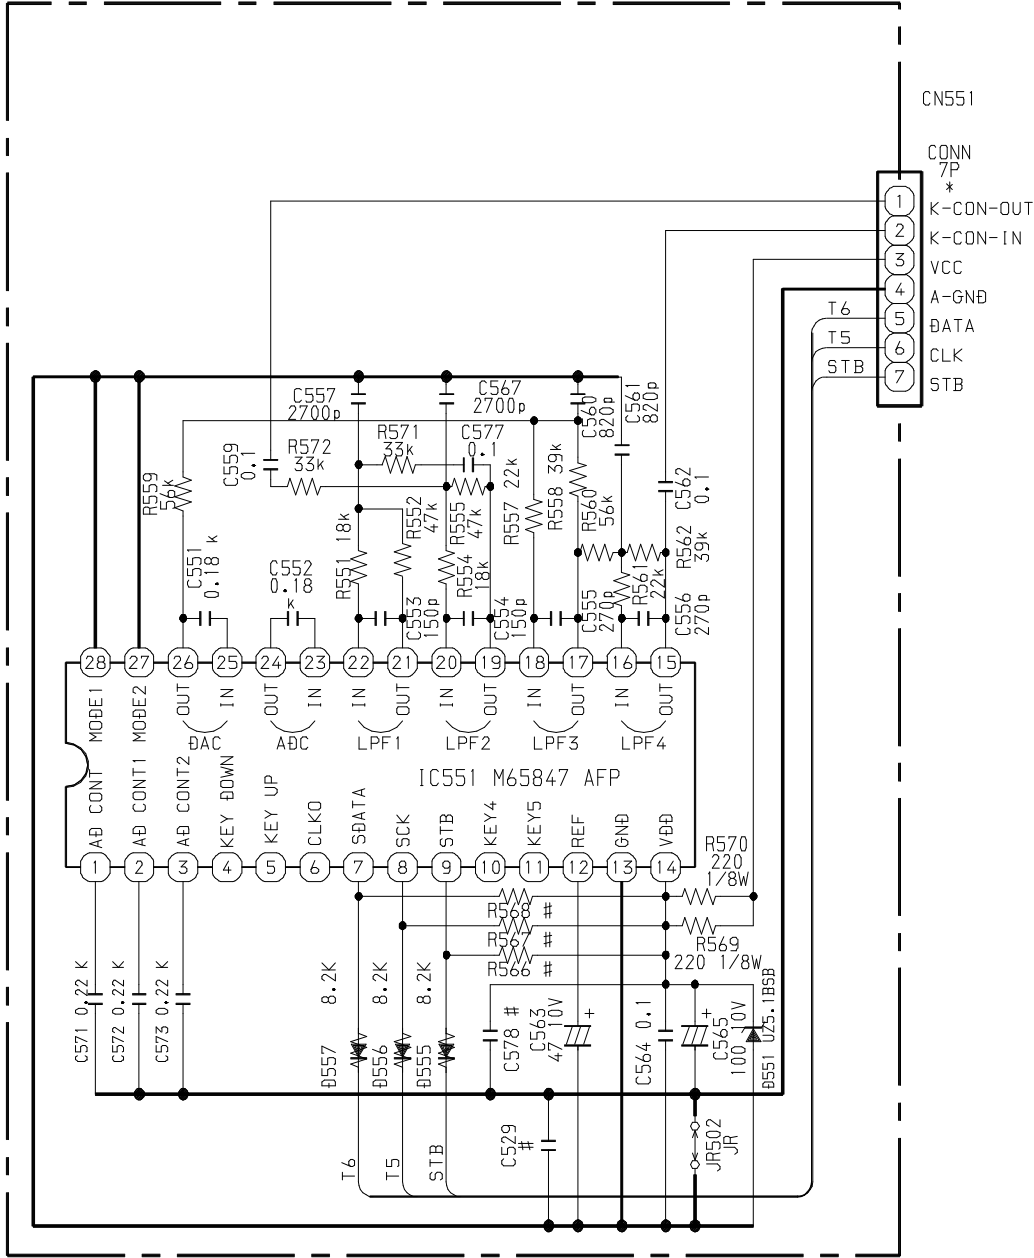 CN551
CONN
7P
*
1 K-CON-OUT
2 K-CON-IN
3 VCC
4 A-GND
T6 5 DATA
T5 6 CLK
STB 7 STB
C557
2700p
C567
2700p
C560
820p
C561
820p
C559
0.1
R572
33k
R571
33k
C577
0.1
R559
56k
R552
47k
R555
47k
22k
R557
39k
R558
R560
56k
C562
0.1
C551
0.18 k
C552
0.18
k
18k
R551
C553
150p
R554
18k
C554
150p
C555
270p
R561
22k
R562
39k
C556
270p
28 27 26 25 24 23 22 21 20 19 18 17 16 15
MODE1
MODE2
OUT IN
DAC
OUT IN
ADC
IN OUT
LPF1
IN OUT
LPF2
IN OUT
LPF3
IN OUT
LPF4
IC551 M65847 AFP
AD CONT
AD CONT1
AD CONT2
KEY DOWN
KEY UP
CLKO
SDATA
SCK
STB
KEY4
KEY5
REF
GND
VDD
1 2 3 4 5 6 7 8 9 10 11 12 13 14
R570
220
1/8W
R568 #
R567 #
R566 #
R569
220 1/8W
C571 0.22 K
C572 0.22 K
C573 0.22 K
D557 8.2K
D556 8.2K
D555 8.2K
C578 #
C563
47 10V
+
C564 0.1
+
C565
100 10V
D551 UZ5.1BSB
C529
#
JR502
JR
T6
T5
STB